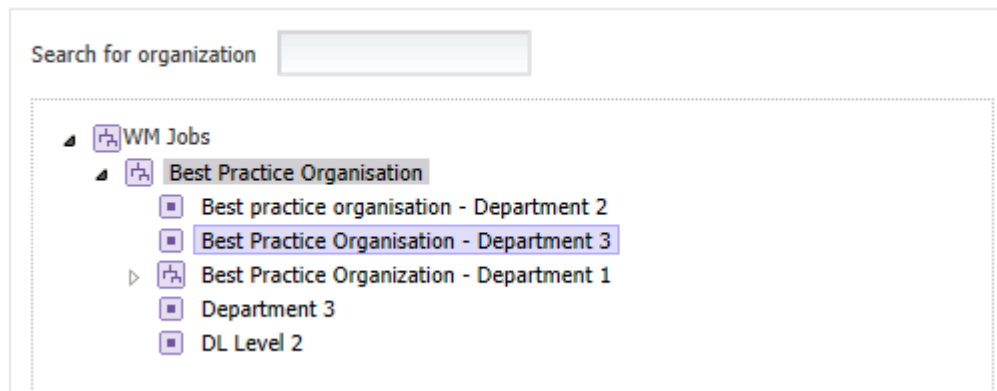 Search for organization
WM Jobs
Best Practice Organisation
Best practice organisation - Department 2
Best Practice Organisation - Department 3
Best Practice Organization - Department 1
Department 3
DL Level 2